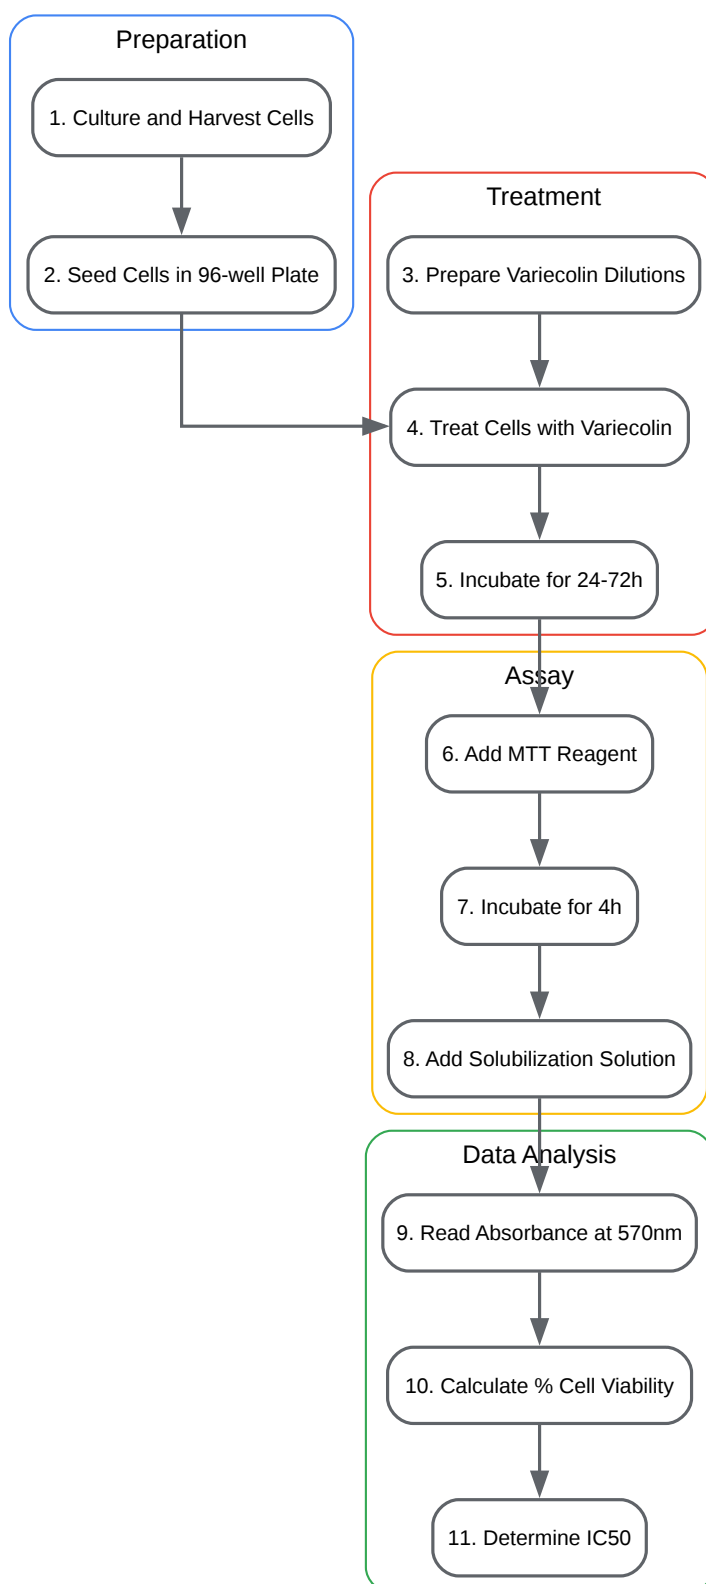 Preparation
1. Culture and Harvest Cells
2. Seed Cells in 96-well Plate
Treatment
3. Prepare Variecolin Dilutions
4. Treat Cells with Variecolin
5. Incubate for 24-72h
Assay
6. Add MTT Reagent
7. Incubate for 4h
8. Add Solubilization Solution
Data Analysis
9. Read Absorbance at 570nm
10. Calculate % Cell Viability
11. Determine IC50